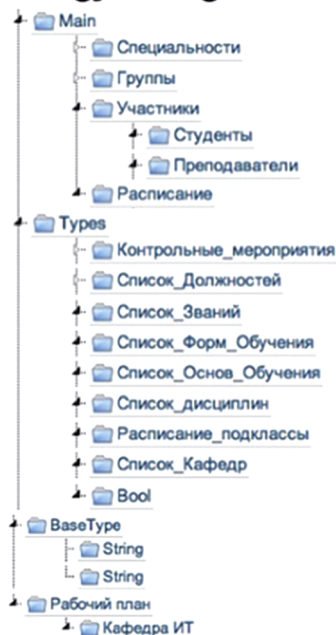 Main
Специальности
Группы
Участники
Студенты
Преподаватели
Расписание
Types
Контрольные_мероприятия
Список_Должностей
Список_Званий
Список_Форм_Обучения
Список_Основ_Обучения
Список_дисциплин
Расписание_подклассы
Список_Кафедр
Bool
BaseType
String
String
Рабочий план
Кафедра ИТ